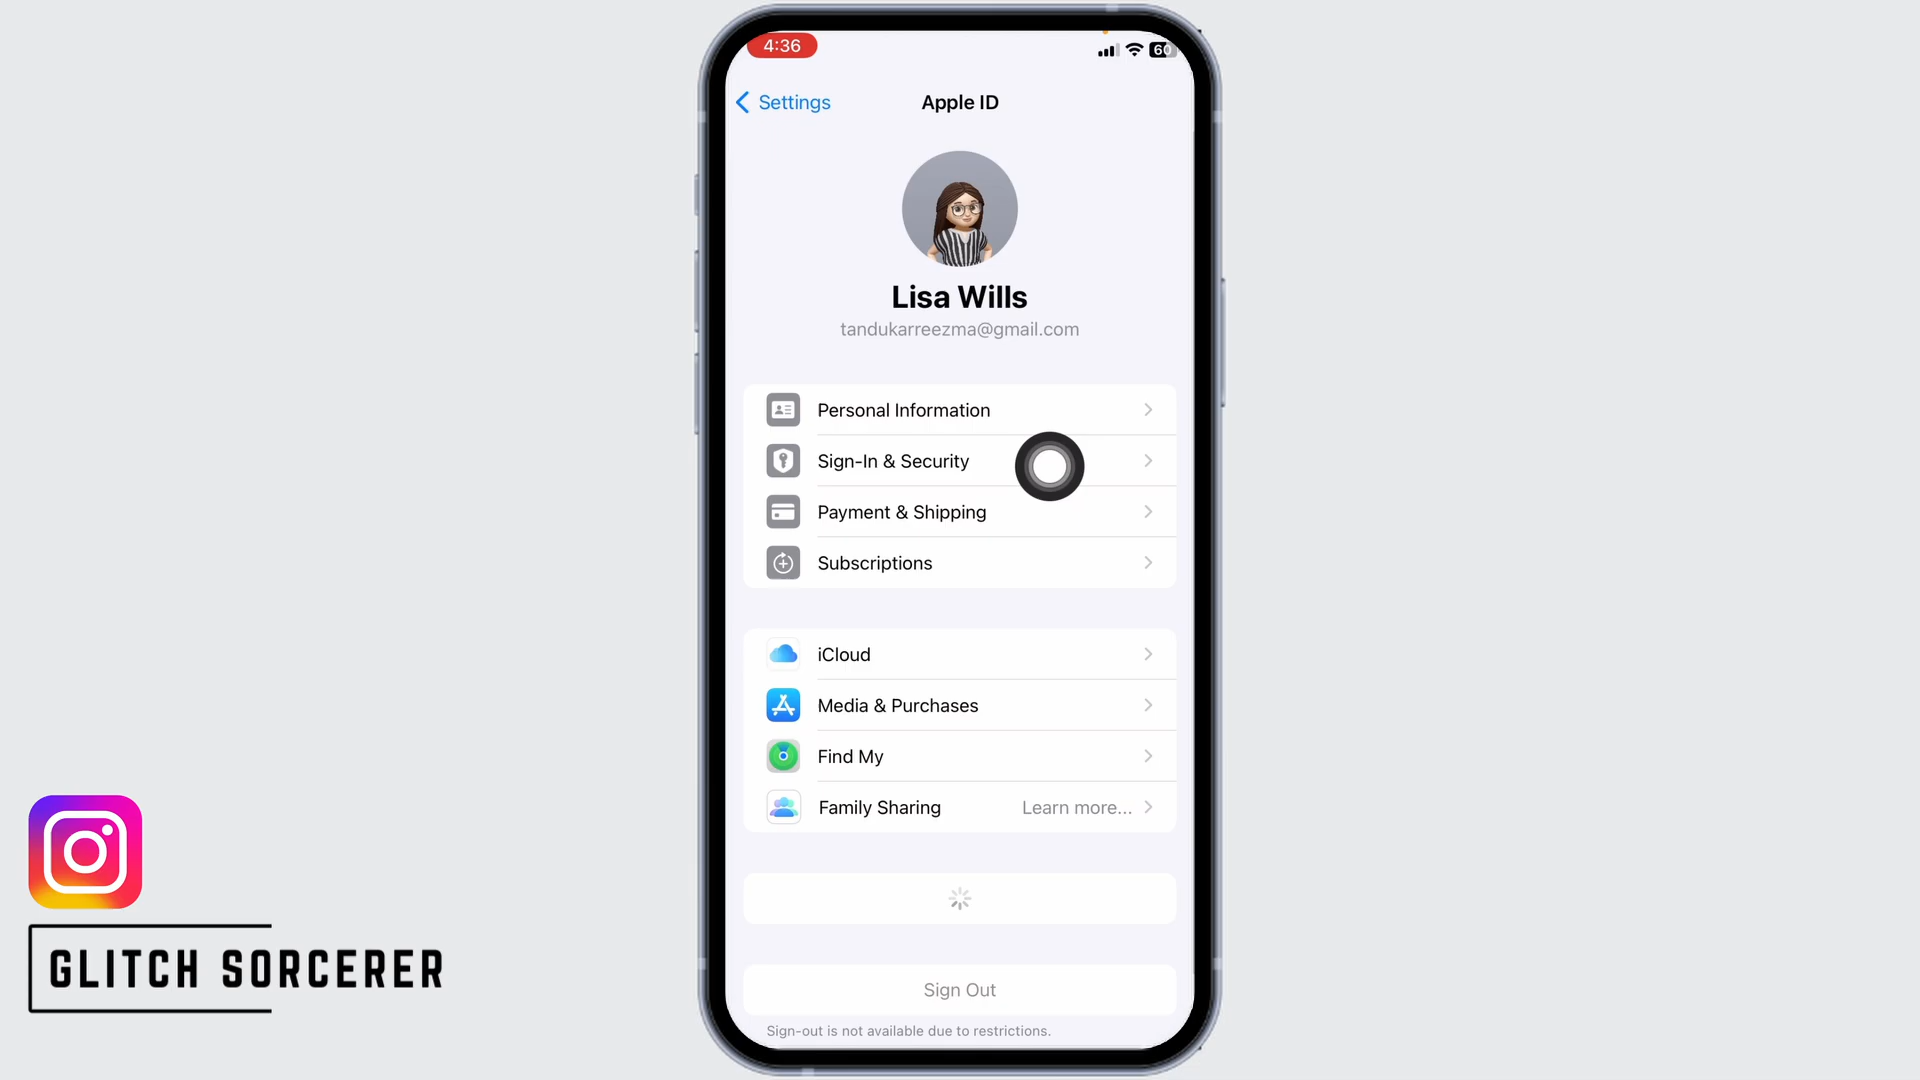 4:36
60
Settings
Apple ID
Lisa Wills
tandukarreezma@gmail.com
Personal Information
Sign-In & Security
Payment & Shipping
Subscriptions
iCloud
Media & Purchases
Find My
Family Sharing Learn more...
Sign Out
Sign-out is not available due to restrictions.
GLITCH SORCERER